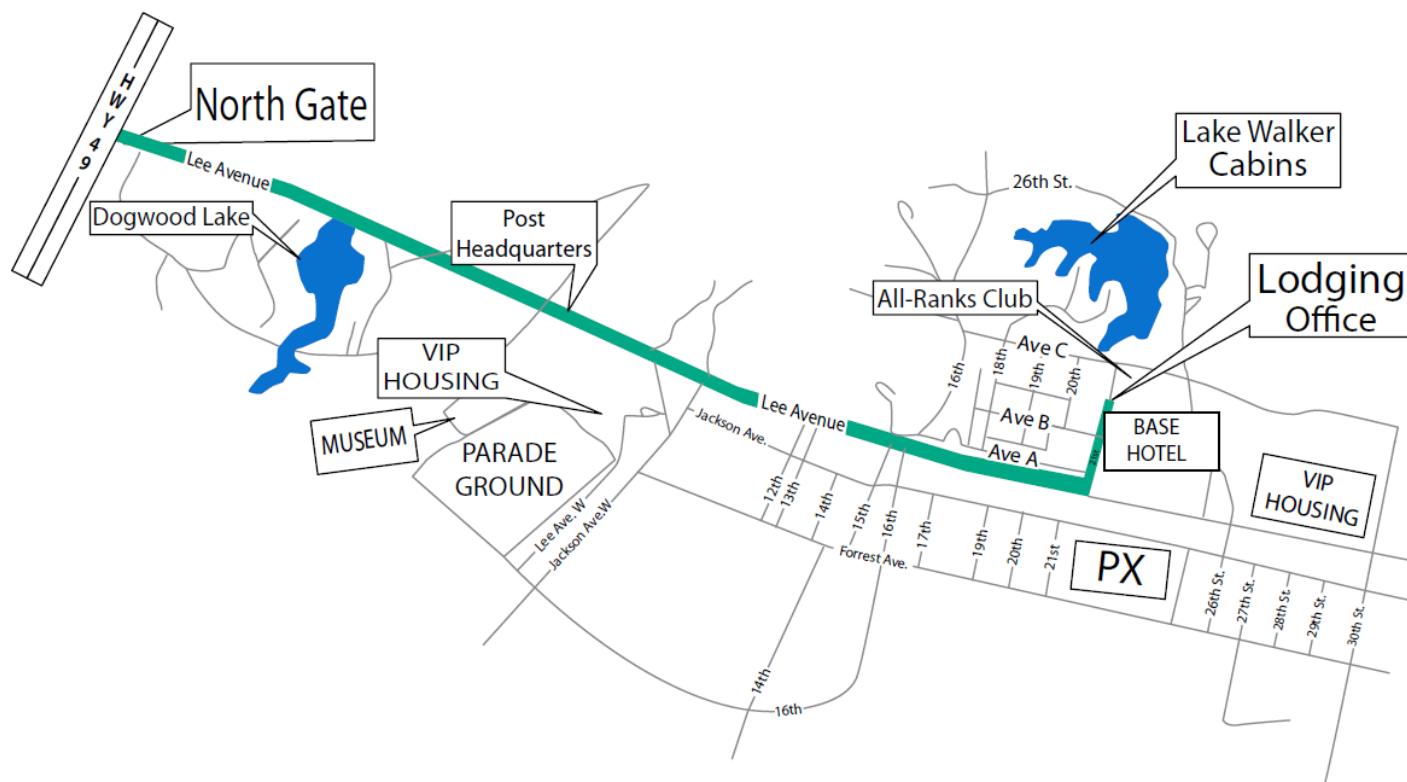 HWY 49
North Gate
Lee Avenue
Dogwood Lake
Post
Headquarters
Lake Walker
Cabins
26th St.
Lodging
Office
All-Ranks Club
VIP
HOUSING
MUSEUM
PARADE
GROUND
Lee Ave. W
Jackson Ave.W
Jackson Ave.
Lee Avenue
16th
18th
19th
20th
Ave C
Ave B
Ave A
21st
BASE
HOTEL
VIP
HOUSING
12th
13th
14th
15th
16th
17th
19th
20th
21st
Forrest Ave.
PX
26th St.
27th St.
28th St.
29th St.
30th St.
14th
16th